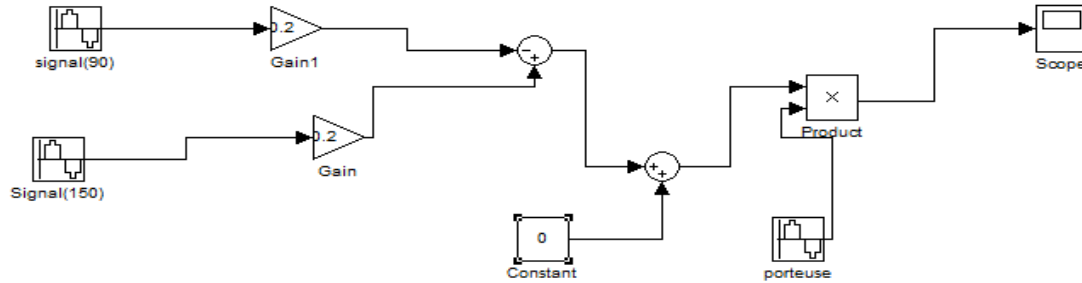 0.2
signal(90)
Gain1
Scope
-
+
×
Product
0.2
Gain
Signal(150)
+
+
0
Constant
porteuse